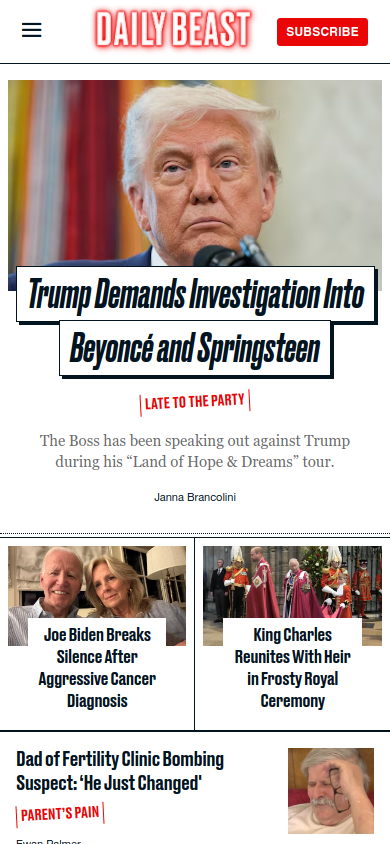 DAILY BEAST
SUBSCRIBE
Trump Demands Investigation Into
Beyoncé and Springsteen
LATE TO THE PARTY
The Boss has been speaking out against Trump
during his “Land of Hope & Dreams” tour.
Janna Brancolini
Joe Biden Breaks
Silence After
Aggressive Cancer
Diagnosis
King Charles
Reunites With Heir
in Frosty Royal
Ceremony
Dad of Fertility Clinic Bombing
Suspect: ‘He Just Changed’
PARENT’S PAIN
Ewan Palmer